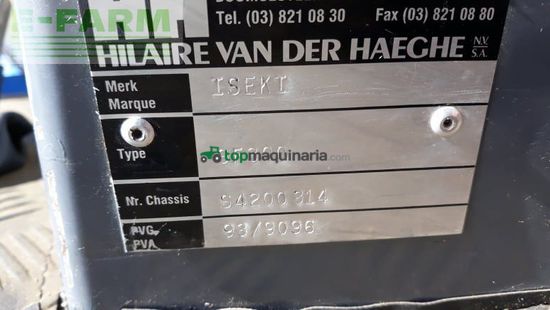 E-FARM
Tel. (03) 821 08 30 Fax (03) 821 08 80
HILAIRE VAN DER HAEGHE N.V. S.A.
Merk ISEKI
Marque
Type
topmaquinaria.com
Nr. Chassis S4200314
PVG 98/9096
PVA